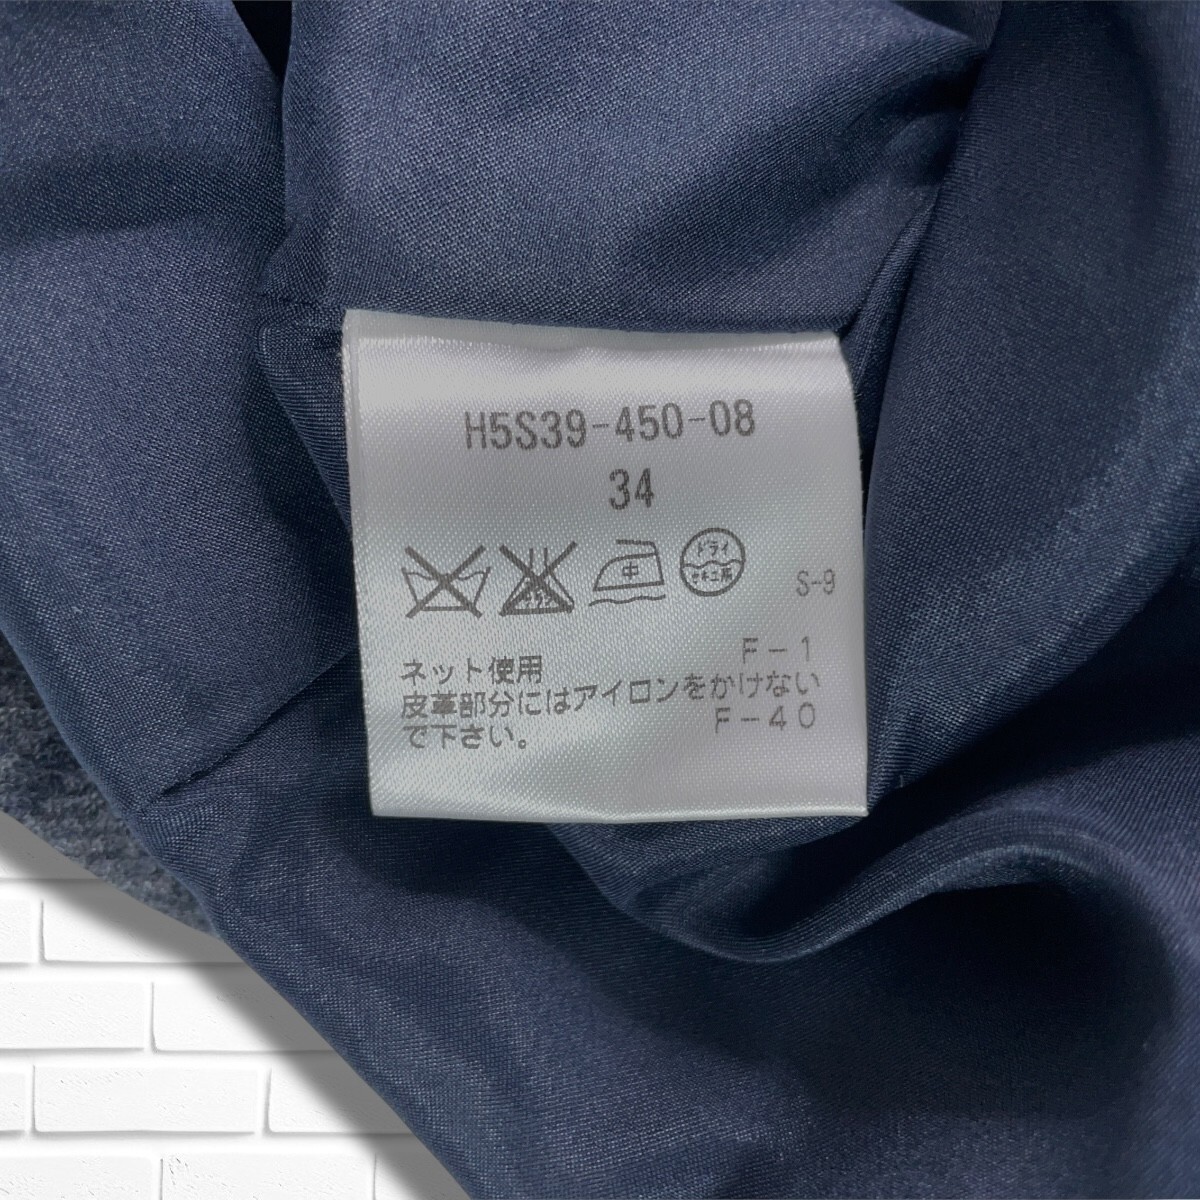 H5S39-450-08
34
中
ドライ
セキユ系
S-9
F-1
ネット使用
皮革部分にはアイロンをかけない
F-40
で下さい。